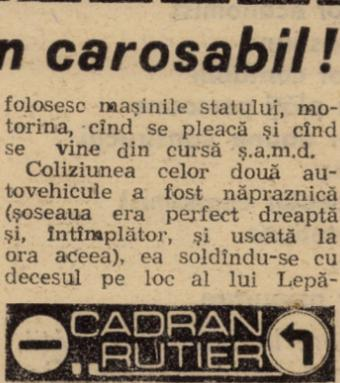 n carosabil!
folosesc mașinile statului, mo-
torina, cînd se pleacă și cînd
se vine din cursă ș.a.m.d.
Coliziunea celor două au-
tovehicule a fost năpraznică
(șoseaua era perfect dreaptă
și, întîmplător, și uscată la
ora aceea), ea soldîndu-se cu
decesul pe loc al lui Lepă-
CADRAN
RUTIER